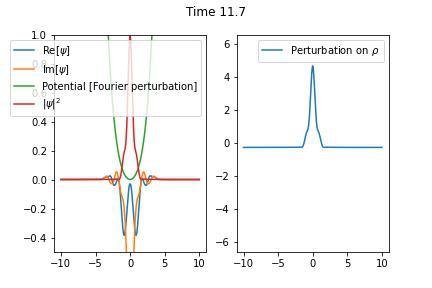 Time 11.7
Re[ψ]
Im[ψ]
Potential [Fourier perturbation]
|ψ|²
1.0
0.8
0.6
0.4
0.2
0.0
−0.2
−0.4
−10 −5 0 5 10
Perturbation on ρ
6
4
2
0
−2
−4
−6
−10 −5 0 5 10